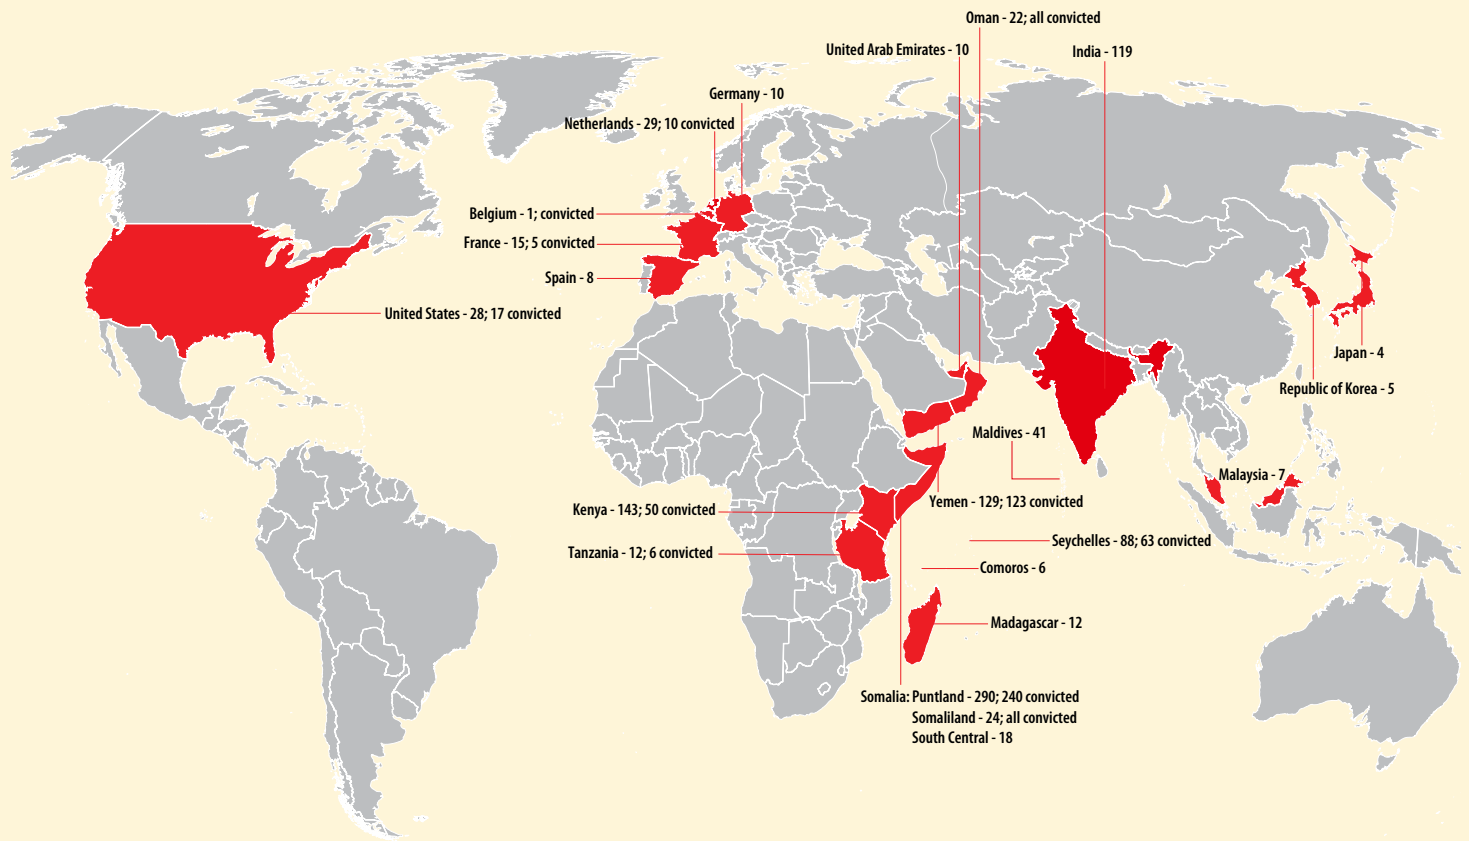 Oman - 22; all convicted
United Arab Emirates - 10
India - 119
Germany - 10
Netherlands - 29; 10 convicted
Belgium - 1; convicted
France - 15; 5 convicted
Spain - 8
United States - 28; 17 convicted
Japan - 4
Republic of Korea - 5
Maldives - 41
Malaysia - 7
Yemen - 129; 123 convicted
Kenya - 143; 50 convicted
Seychelles - 88; 63 convicted
Tanzania - 12; 6 convicted
Comoros - 6
Madagascar - 12
Somalia: Puntland - 290; 240 convicted
Somaliland - 24; all convicted
South Central - 18